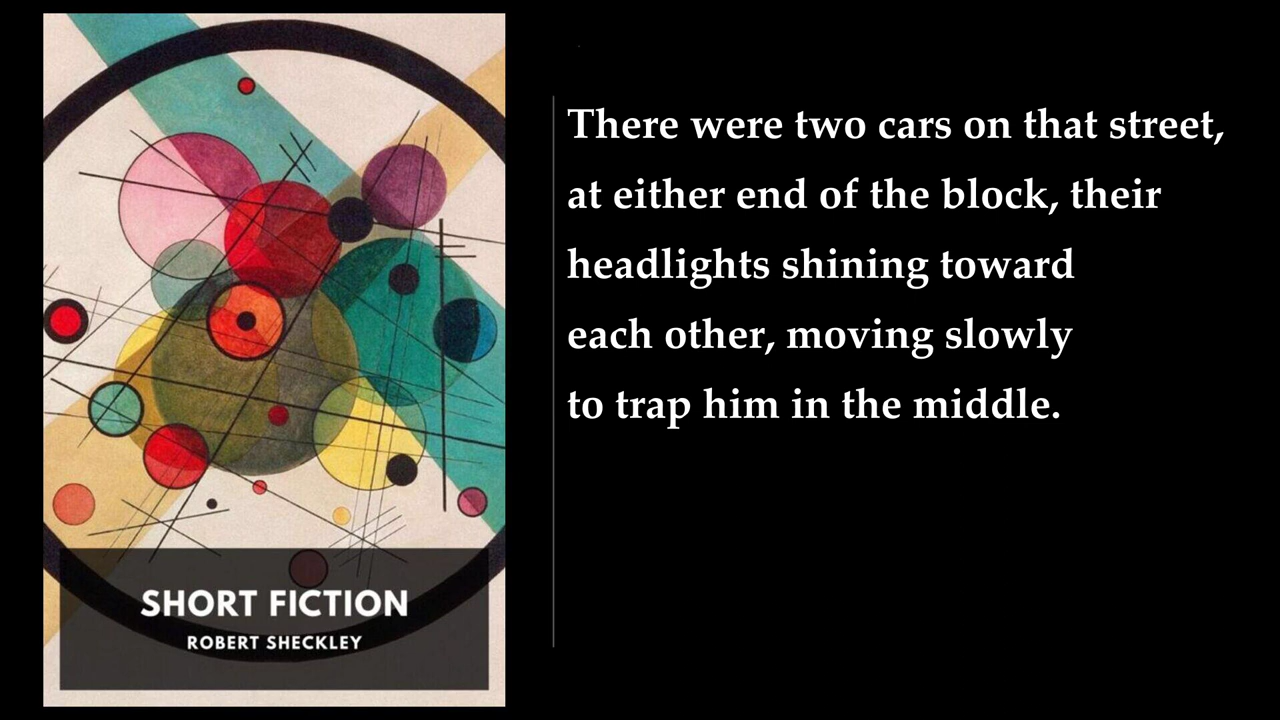 SHORT FICTION
ROBERT SHECKLEY
There were two cars on that street,
at either end of the block, their
headlights shining toward
each other, moving slowly
to trap him in the middle.